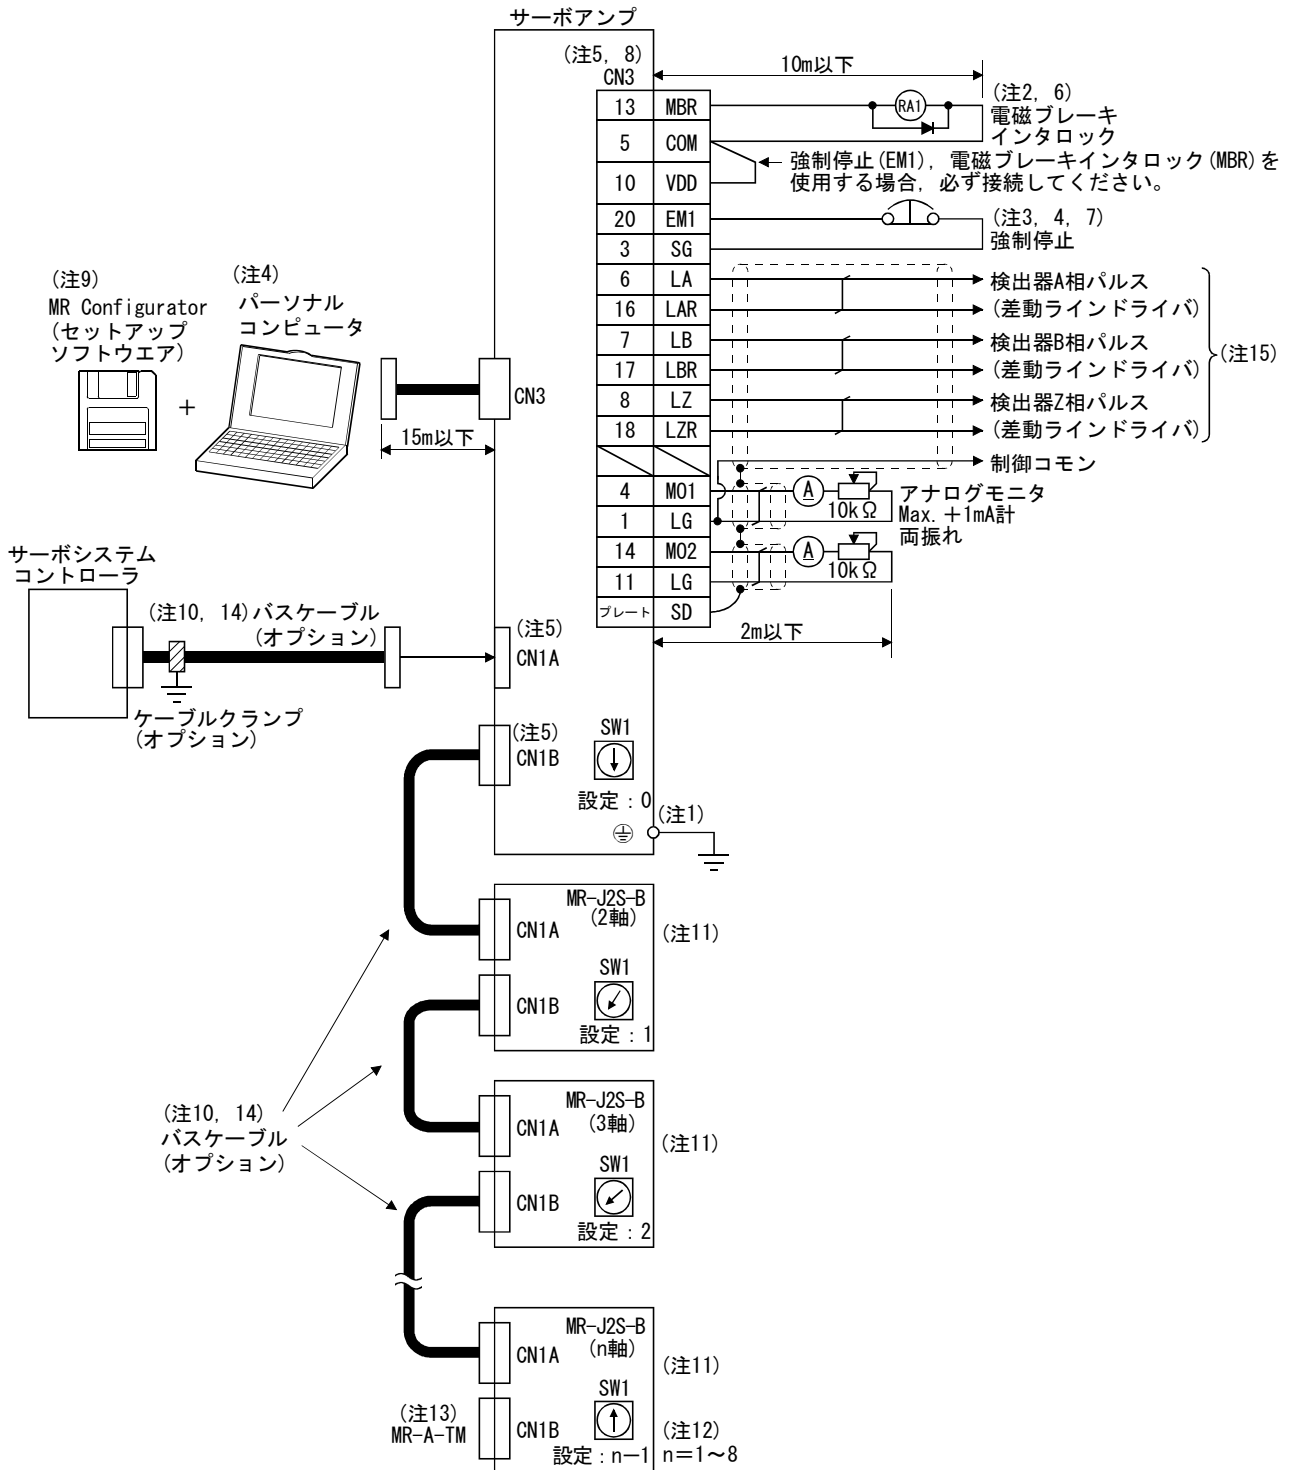 サーボアンプ
(注5, 8)
CN3
10m以下
13 MBR
RA1
(注2, 6)
電磁ブレーキ
インタロック
5 COM
強制停止(EM1), 電磁ブレーキインタロック(MBR)を
使用する場合, 必ず接続してください。
10 VDD
20 EM1
(注3, 4, 7)
強制停止
3 SG
6 LA
検出器A相パルス
16 LAR
(差動ラインドライバ)
7 LB
検出器B相パルス
17 LBR
(差動ラインドライバ)
(注15)
8 LZ
検出器Z相パルス
18 LZR
(差動ラインドライバ)
制御コモン
4 MO1
A
10kΩ
アナログモニタ
Max. +1mA計
両振れ
1 LG
14 MO2
A
10kΩ
11 LG
プレート SD
2m以下
(注9)
MR Configurator
(セットアップ
ソフトウエア)
+
(注4)
パーソナル
コンピュータ
CN3
15m以下
サーボシステム
コントローラ
(注10, 14)バスケーブル
(オプション)
(注5)
CN1A
ケーブルクランプ
(オプション)
(注5)
CN1B
SW1
設定:0
(注1)
MR-J2S-B
(2軸)
CN1A
(注11)
SW1
CN1B
設定:1
MR-J2S-B
(3軸)
CN1A
(注11)
SW1
CN1B
設定:2
(注10, 14)
バスケーブル
(オプション)
MR-J2S-B
(n軸)
CN1A
(注11)
SW1
(注13)
MR-A-TM
CN1B
(注12)
設定:n-1
n=1〜8